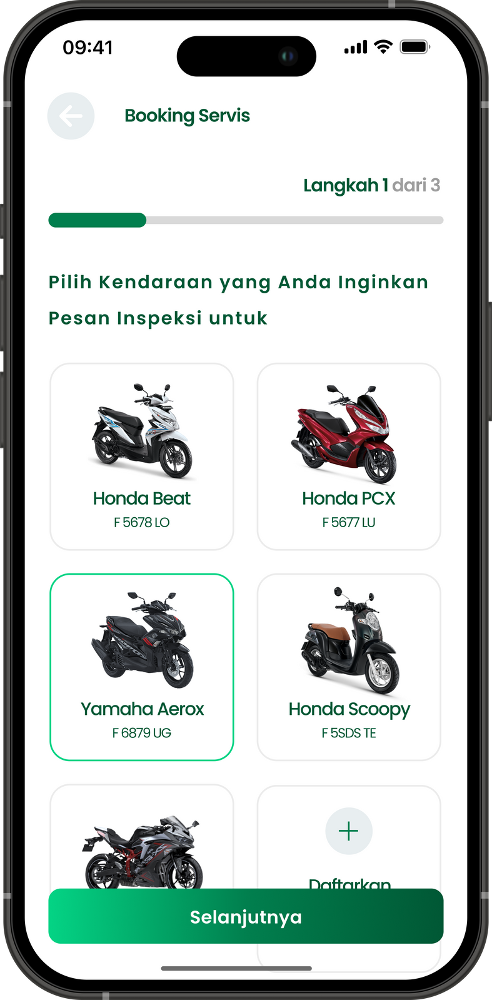 09:41
Booking Servis
Langkah 1 dari 3
Pilih Kendaraan yang Anda Inginkan
Pesan Inspeksi untuk
Honda Beat
F 5678 LO
Honda PCX
F 5677 LU
Yamaha Aerox
F 6879 UG
Honda Scoopy
F 5SDS TE
Daftarkan
Selanjutnya